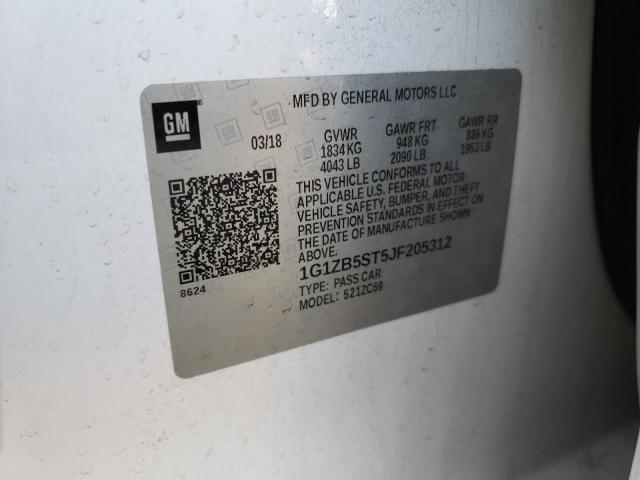 MFD BY GENERAL MOTORS LLC
GM
03/18 GVWR GAWR FRT GAWR RR
1834 KG 948 KG 886 KG
4043 LB 2090 LB 1953 LB
THIS VEHICLE CONFORMS TO ALL
APPLICABLE U.S. FEDERAL MOTOR
VEHICLE SAFETY, BUMPER, AND THEFT
PREVENTION STANDARDS IN EFFECT ON
THE DATE OF MANUFACTURE SHOWN
ABOVE.
1G1ZB5ST5JF205312
TYPE: PASS CAR
MODEL: 521ZC69
8624